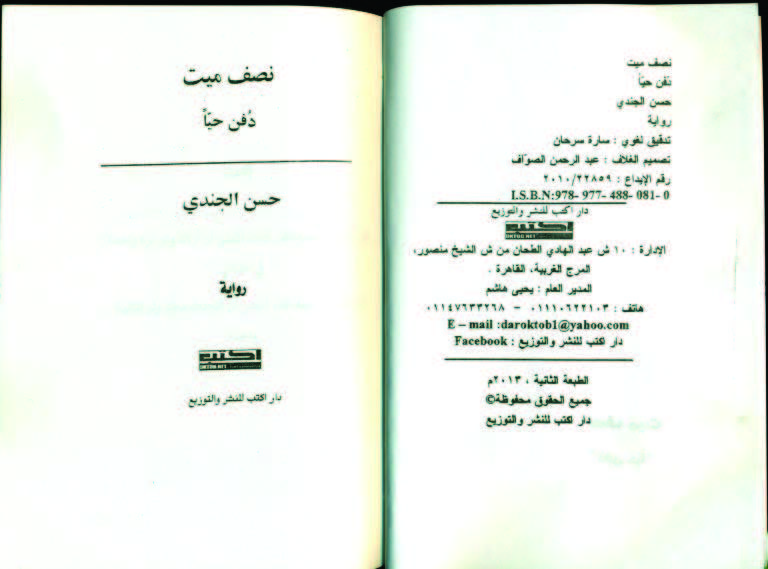 نصف ميت
دُفن حيّاً
حسن الجندي
رواية
اكتب
OKTOB.NET
دار اكتب للنشر والتوزيع
نصف ميت
دفن حيّاً
حسن الجندي
رواية
تدقيق لغوي : سارة سرحان
تصميم الغلاف : عبد الرحمن الصوّاف
رقم الإيداع : ٢٠١٠/٢٢٨٥٩
I.S.B.N:978- 977- 488- 081- 0
دار اكتب للنشر والتوزيع
اكتب
OKTOB.NET
الإدارة : ١٠ ش عبد الهادي الطحان من ش الشيخ منصور،
المرج الغربية، القاهرة .
المدير العام : يحيى هاشم
هاتف : ٠١١١٠٦٢٢١٠٣ – ٠١١٤٧٦٣٣٢٦٨
E – mail :daroktob1@yahoo.com
Facebook : دار اكتب للنشر والتوزيع
الطبعة الثانية ، ٢٠١٣م
جميع الحقوق محفوظة©
دار اكتب للنشر والتوزيع